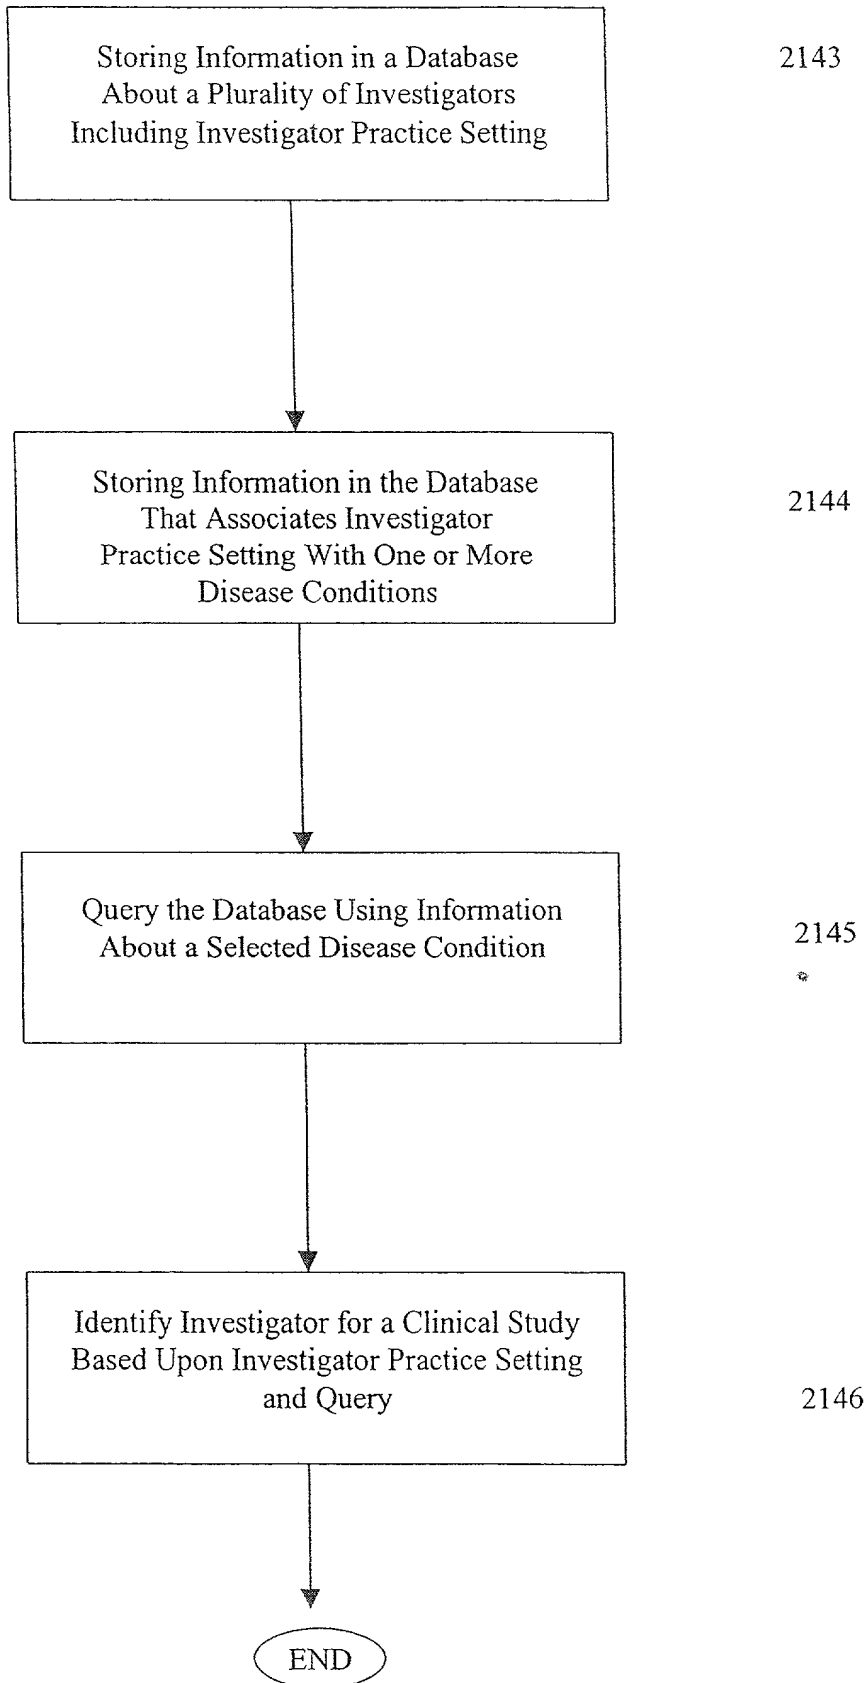 Storing Information in a Database
About a Plurality of Investigators
Including Investigator Practice Setting
2143
Storing Information in the Database
That Associates Investigator
Practice Setting With One or More
Disease Conditions
2144
Query the Database Using Information
About a Selected Disease Condition
2145
Identify Investigator for a Clinical Study
Based Upon Investigator Practice Setting
and Query
2146
END